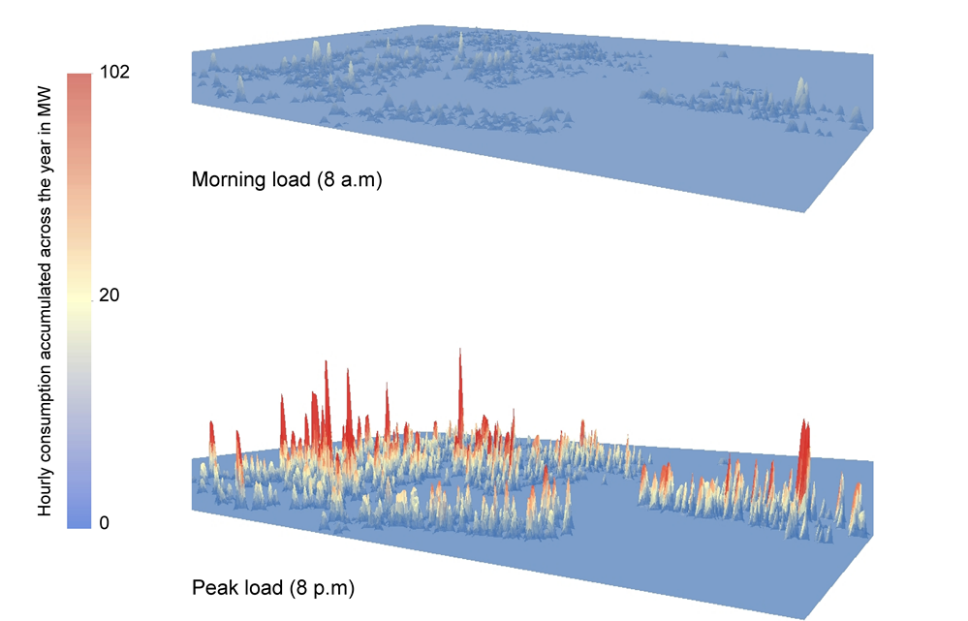 Hourly consumption accumulated across the year in MW
102
20
0
Morning load (8 a.m)
Peak load (8 p.m)